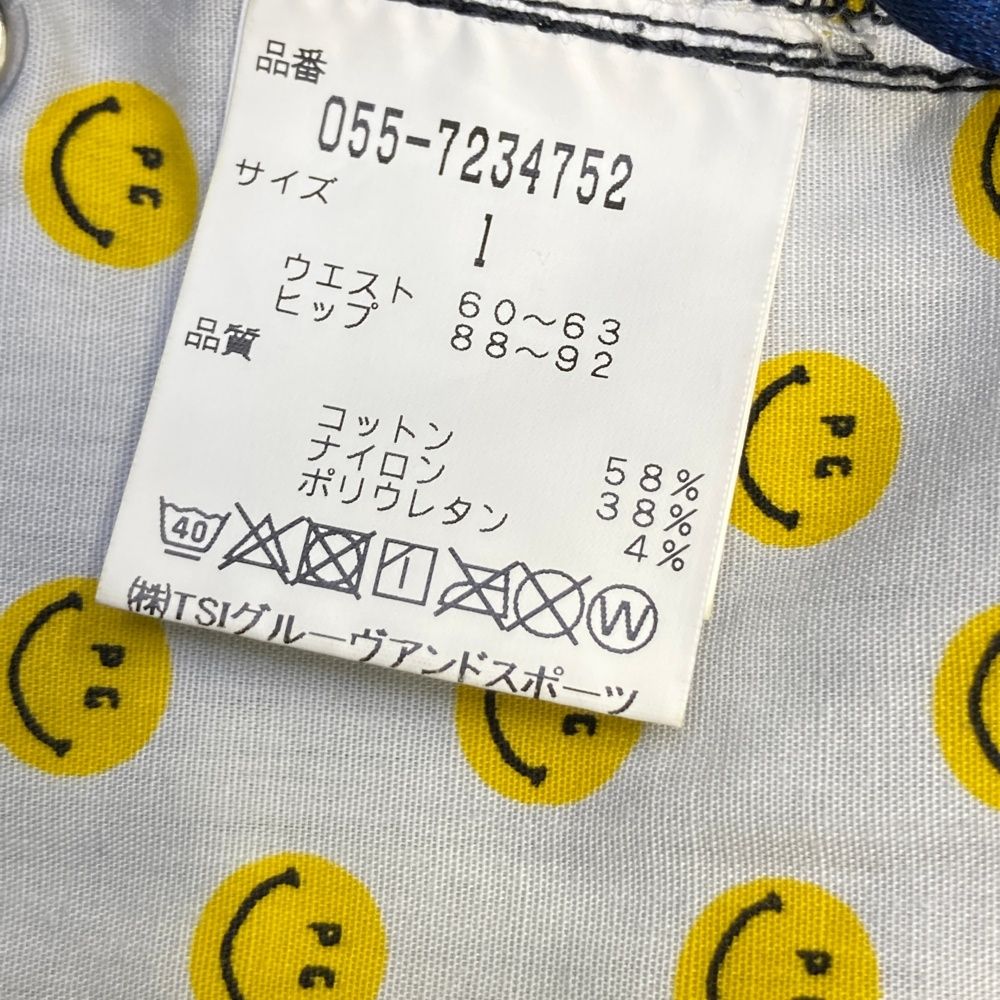 品番
055-7234752
サイズ
1
ウエスト 60～63
ヒップ 88～92
品質
コットン 58%
ナイロン 38%
ポリウレタン 4%
40 W
㈱TSIグルーヴアンドスポーツ
P C
P C
P C
P C